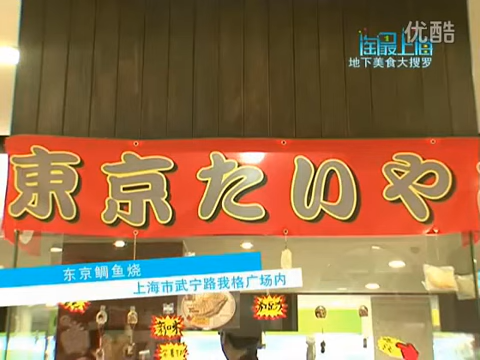 优酷
淘最上海
地下美食大搜罗
東京たいや
东京鲷鱼烧
上海市武宁路我格广场内